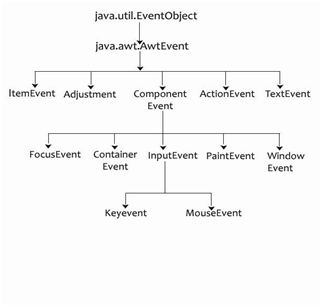 java.util.EventObject
java.awt.AwtEvent
ItemEvent Adjustment Component Event ActionEvent TextEvent
FocusEvent Container Event InputEvent PaintEvent Window Event
Keyevent MouseEvent